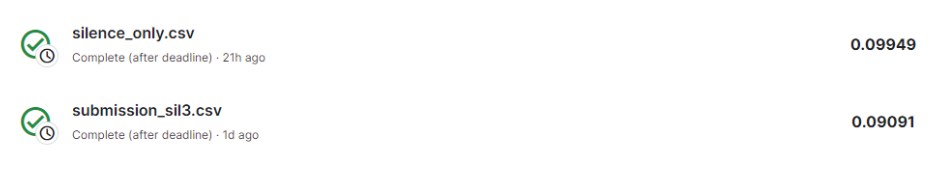 silence_only.csv
Complete (after deadline) · 21h ago
0.09949
submission_sil3.csv
Complete (after deadline) · 1d ago
0.09091